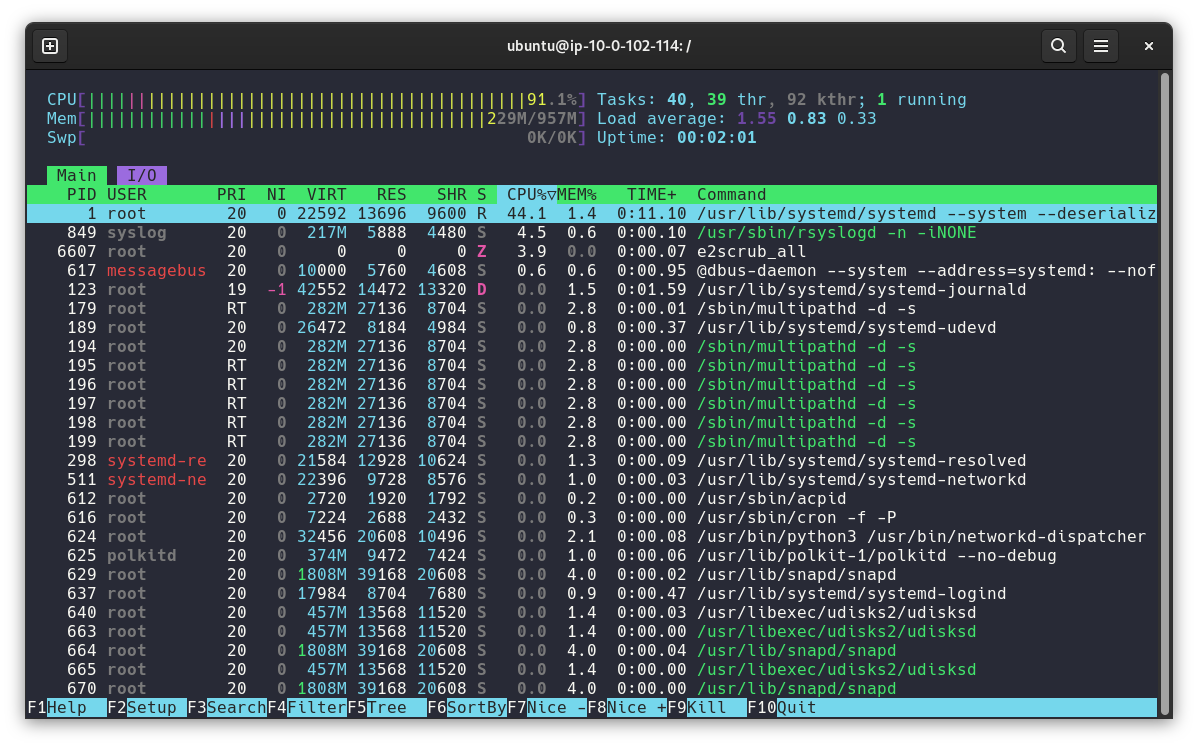 ubuntu@ip-10-0-102-114: /
CPU[||||||||||||||||||||||||||||||||||||||||||||91.1%] Tasks: 40, 39 thr, 92 kthr; 1 running
Mem[||||||||||||||||||||||||||||||||||||||||229M/957M] Load average: 1.55 0.83 0.33
Swp[ 0K/0K] Uptime: 00:02:01
Main I/O
PID USER PRI NI VIRT RES SHR S CPU%▽MEM% TIME+ Command
1 root 20 0 22592 13696 9600 R 44.1 1.4 0:11.10 /usr/lib/systemd/systemd --system --deserializ
849 syslog 20 0 217M 5888 4480 S 4.5 0.6 0:00.10 /usr/sbin/rsyslogd -n -iNONE
6607 root 20 0 0 0 0 Z 3.9 0.0 0:00.07 e2scrub_all
617 messagebus 20 0 10000 5760 4608 S 0.6 0.6 0:00.95 @dbus-daemon --system --address=systemd: --nof
123 root 19 -1 42552 14472 13320 D 0.0 1.5 0:01.59 /usr/lib/systemd/systemd-journald
179 root RT 0 282M 27136 8704 S 0.0 2.8 0:00.01 /sbin/multipathd -d -s
189 root 20 0 26472 8184 4984 S 0.0 0.8 0:00.37 /usr/lib/systemd/systemd-udevd
194 root 20 0 282M 27136 8704 S 0.0 2.8 0:00.00 /sbin/multipathd -d -s
195 root RT 0 282M 27136 8704 S 0.0 2.8 0:00.00 /sbin/multipathd -d -s
196 root RT 0 282M 27136 8704 S 0.0 2.8 0:00.00 /sbin/multipathd -d -s
197 root RT 0 282M 27136 8704 S 0.0 2.8 0:00.00 /sbin/multipathd -d -s
198 root RT 0 282M 27136 8704 S 0.0 2.8 0:00.00 /sbin/multipathd -d -s
199 root RT 0 282M 27136 8704 S 0.0 2.8 0:00.00 /sbin/multipathd -d -s
298 systemd-re 20 0 21584 12928 10624 S 0.0 1.3 0:00.09 /usr/lib/systemd/systemd-resolved
511 systemd-ne 20 0 22396 9728 8576 S 0.0 1.0 0:00.03 /usr/lib/systemd/systemd-networkd
612 root 20 0 2720 1920 1792 S 0.0 0.2 0:00.00 /usr/sbin/acpid
616 root 20 0 7224 2688 2432 S 0.0 0.3 0:00.00 /usr/sbin/cron -f -P
624 root 20 0 32456 20608 10496 S 0.0 2.1 0:00.08 /usr/bin/python3 /usr/bin/networkd-dispatcher
625 polkitd 20 0 374M 9472 7424 S 0.0 1.0 0:00.06 /usr/lib/polkit-1/polkitd --no-debug
629 root 20 0 1808M 39168 20608 S 0.0 4.0 0:00.02 /usr/lib/snapd/snapd
637 root 20 0 17984 8704 7680 S 0.0 0.9 0:00.47 /usr/lib/systemd/systemd-logind
640 root 20 0 457M 13568 11520 S 0.0 1.4 0:00.03 /usr/libexec/udisks2/udisksd
663 root 20 0 457M 13568 11520 S 0.0 1.4 0:00.00 /usr/libexec/udisks2/udisksd
664 root 20 0 1808M 39168 20608 S 0.0 4.0 0:00.04 /usr/lib/snapd/snapd
665 root 20 0 457M 13568 11520 S 0.0 1.4 0:00.00 /usr/libexec/udisks2/udisksd
670 root 20 0 1808M 39168 20608 S 0.0 4.0 0:00.00 /usr/lib/snapd/snapd
F1Help F2Setup F3SearchF4FilterF5Tree F6SortByF7Nice -F8Nice +F9Kill F10Quit